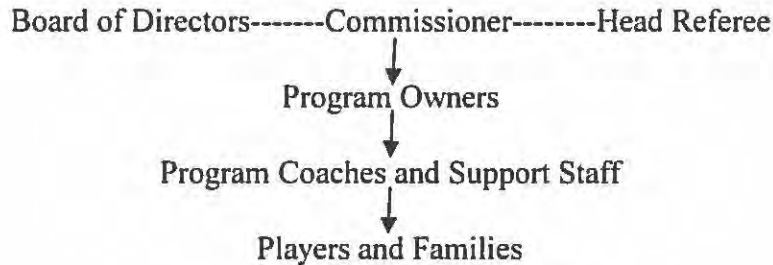 Board of Directors-------Commissioner--------Head Referee
Program Owners
Program Coaches and Support Staff
Players and Families